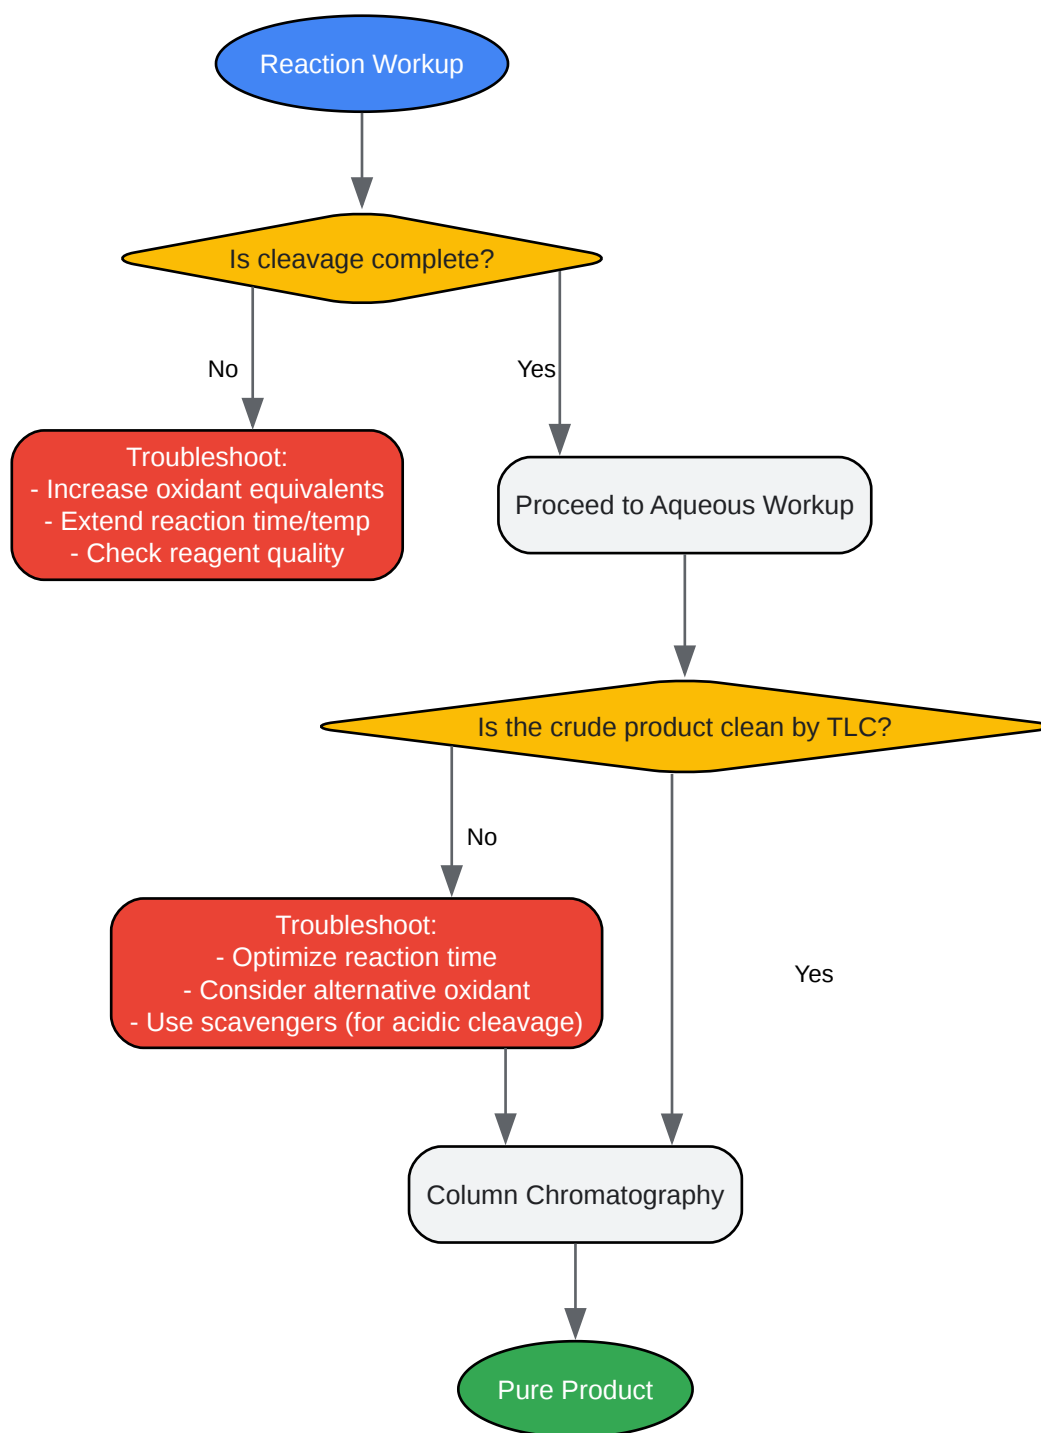 Reaction Workup
Is cleavage complete?
No
Yes
Troubleshoot:
- Increase oxidant equivalents
- Extend reaction time/temp
- Check reagent quality
Proceed to Aqueous Workup
Is the crude product clean by TLC?
No
Yes
Troubleshoot:
- Optimize reaction time
- Consider alternative oxidant
- Use scavengers (for acidic cleavage)
Column Chromatography
Pure Product